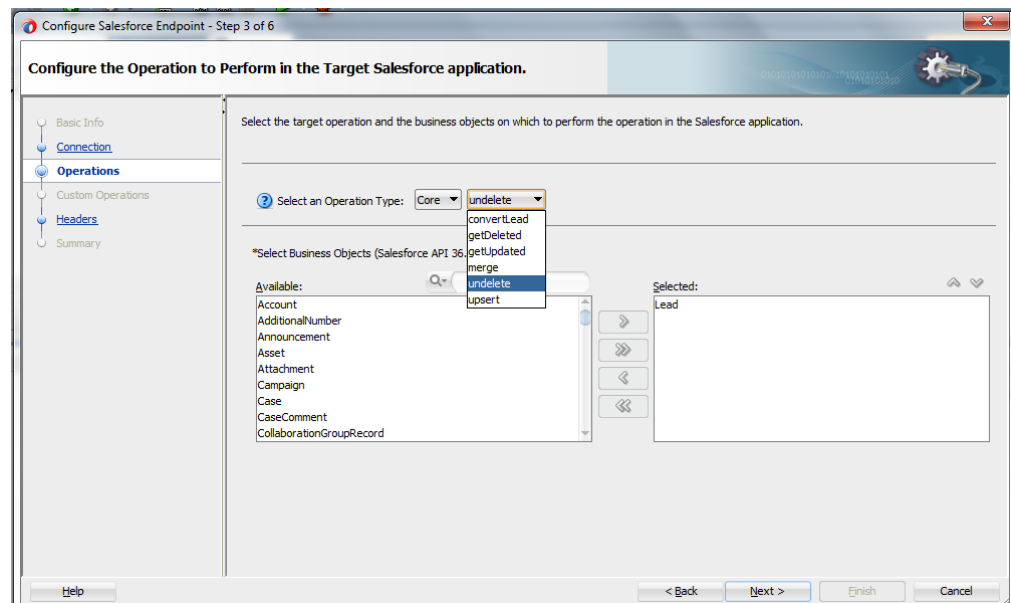 Configure Salesforce Endpoint - Step 3 of 6
Configure the Operation to Perform in the Target Salesforce application.
Basic Info
Connection
Operations
Custom Operations
Headers
Summary
Select the target operation and the business objects on which to perform the operation in the Salesforce application.
Select an Operation Type: Core undelete
convertLead
getDeleted
getUpdated
merge
undelete
upsert
*Select Business Objects (Salesforce API 36.
Available:
Account
AdditionalNumber
Announcement
Asset
Attachment
Campaign
Case
CaseComment
CollaborationGroupRecord
Selected:
Lead
Help
< Back
Next >
Finish
Cancel